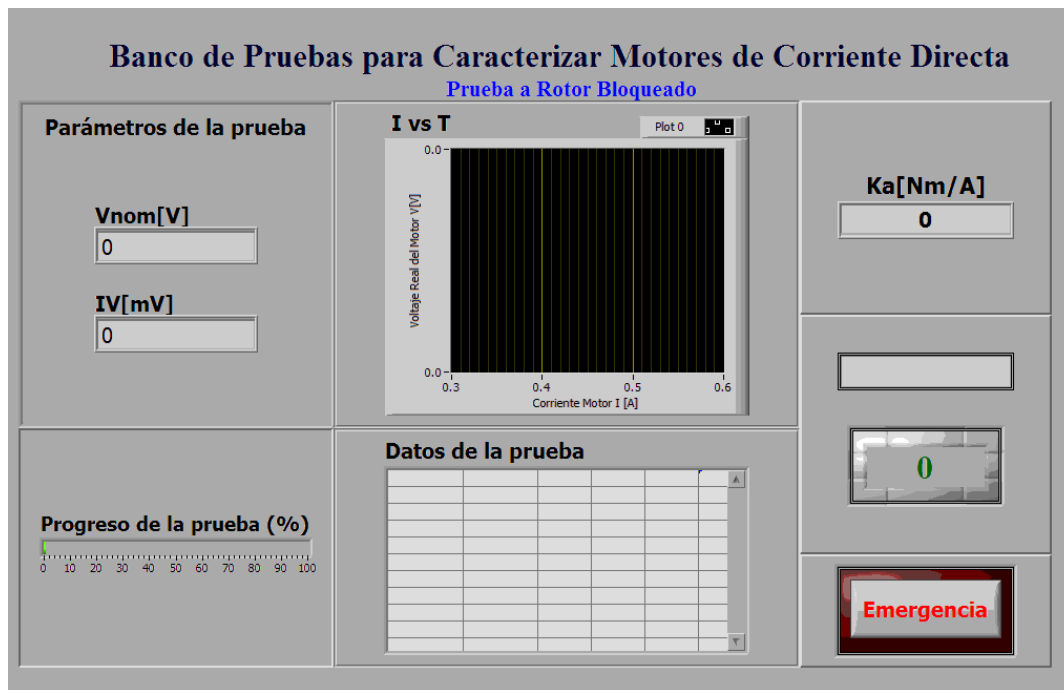 Banco de Pruebas para Caracterizar Motores de Corriente Directa
Prueba a Rotor Bloqueado
Parámetros de la prueba
Vnom[V]
0
IV[mV]
0
I vs T
Plot 0
0.0
Voltaje Real del Motor V[V]
0.0
0.3 0.4 0.5 0.6
Corriente Motor I [A]
Ka[Nm/A]
0
0
Progreso de la prueba (%)
0 10 20 30 40 50 60 70 80 90 100
Datos de la prueba
Emergencia